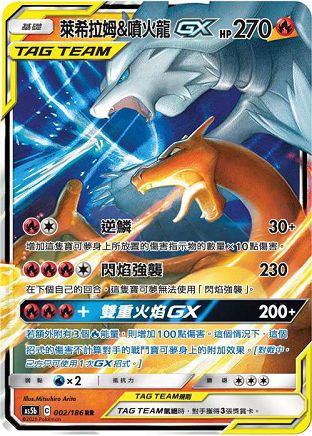 基礎 萊希拉姆&噴火龍GX HP270
TAG TEAM
逆鱗 30+
增加這隻寶可夢身上所放置的傷害指示物的數量×10點傷害。
閃焰強襲 230
在下個自己的回合,這隻寶可夢無法使用「閃焰強襲」。
+ 雙重火焰GX 200+
若額外附有3個能量,則增加100點傷害。這個情況下,這個
招式的傷害不計算對手的戰鬥寶可夢身上的附加效果。[對戰中,
己方只可使用1次GX招式。]
弱點 ×2 抵抗力 撤退
Illus. Mitsuhiro Arita
TAG TEAM規則
xs5b C 002/186 RR
TAG TEAM氣絕時,對手獲得3張獎賞卡。